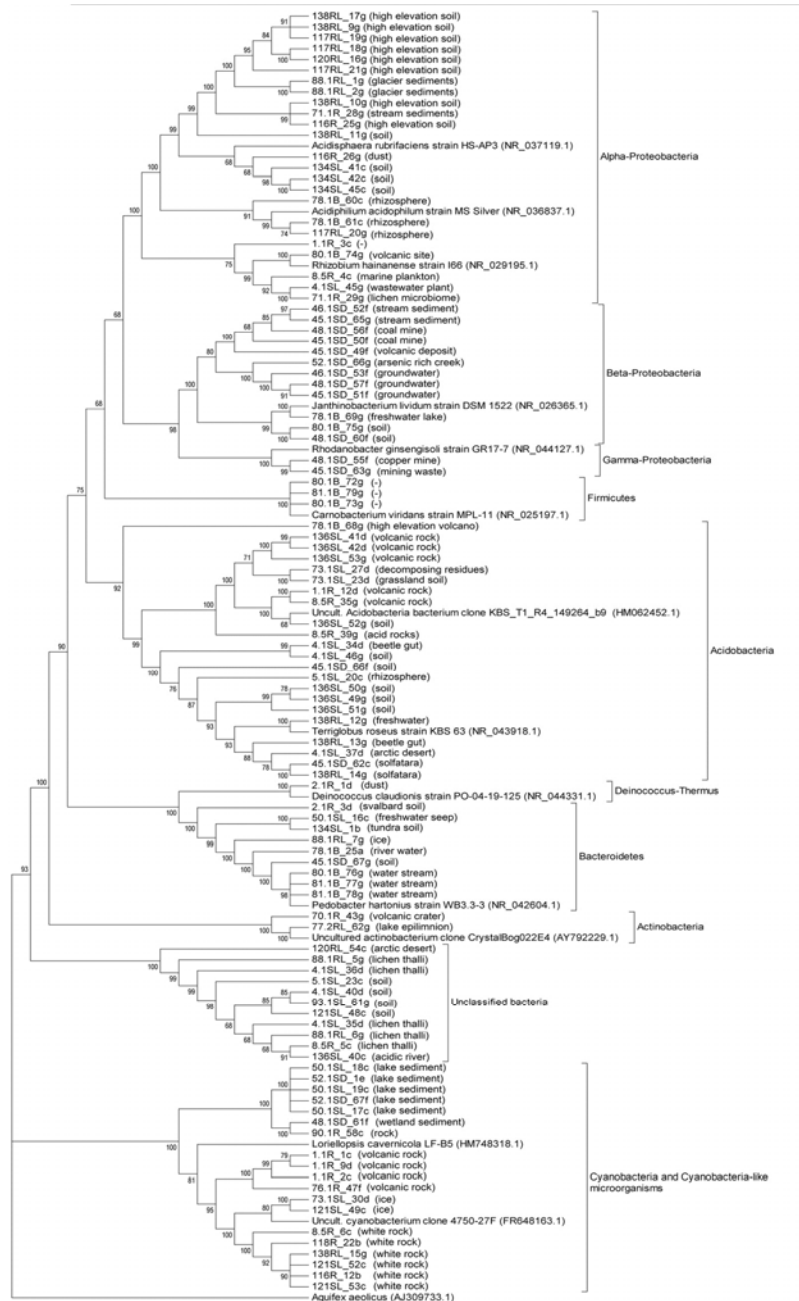 138RL_17g (high elevation soil)
138RL_9g (high elevation soil)
117RL_19g (high elevation soil)
117RL_18g (high elevation soil)
120RL_16g (high elevation soil)
117RL_21g (high elevation soil)
88.1RL_1g (glacier sediments)
88.1RL_2g (glacier sediments)
138RL_10g (high elevation soil)
71.1R_28g (stream sediments)
116R_25g (high elevation soil)
138RL_11g (soil)
Acidisphaera rubrifaciens strain HS-AP3 (NR_037119.1)
116R_26g (dust)
134SL_41c (soil)
134SL_42c (soil)
134SL_45c (soil)
78.1B_60c (rhizosphere)
Acidiphilium acidophilum strain MS Silver (NR_036837.1)
78.1B_61c (rhizosphere)
117RL_20g (rhizosphere)
1.1R_3c (-)
80.1B_74g (volcanic site)
Rhizobium hainanense strain I66 (NR_029195.1)
8.5R_4c (marine plankton)
4.1SL_45g (wastewater plant)
71.1R_29g (lichen microbiome)
Alpha-Proteobacteria
46.1SD_52f (stream sediment)
45.1SD_65g (stream sediment)
48.1SD_56f (coal mine)
45.1SD_50f (coal mine)
45.1SD_49f (volcanic deposit)
52.1SD_66g (arsenic rich creek)
46.1SD_53f (groundwater)
48.1SD_57f (groundwater)
45.1SD_51f (groundwater)
Janthinobacterium lividum strain DSM 1522 (NR_026365.1)
78.1B_69g (freshwater lake)
80.1B_75g (soil)
48.1SD_60f (soil)
Beta-Proteobacteria
Rhodanobacter ginsengisoli strain GR17-7 (NR_044127.1)
48.1SD_55f (copper mine)
45.1SD_63g (mining waste)
Gamma-Proteobacteria
80.1B_72g (-)
81.1B_79g (-)
80.1B_73g (-)
Carnobacterium viridans strain MPL-11 (NR_025197.1)
Firmicutes
78.1B_68g (high elevation volcano)
136SL_41d (volcanic rock)
136SL_42d (volcanic rock)
136SL_53g (volcanic rock)
73.1SL_27d (decomposing residues)
73.1SL_23d (grassland soil)
1.1R_12d (volcanic rock)
8.5R_35g (volcanic rock)
Uncult. Acidobacteria bacterium clone KBS_T1_R4_149264_b9 (HM062452.1)
136SL_52g (soil)
8.5R_39g (acid rocks)
4.1SL_34d (beetle gut)
4.1SL_46g (soil)
45.1SD_66f (soil)
5.1SL_20c (rhizosphere)
136SL_50g (soil)
136SL_49g (soil)
136SL_51g (soil)
138RL_12g (freshwater)
Terriglobus roseus strain KBS 63 (NR_043918.1)
138RL_13g (beetle gut)
4.1SL_37d (arctic desert)
45.1SD_62c (solfatara)
138RL_14g (solfatara)
Acidobacteria
2.1R_1d (dust)
Deinococcus claudionis strain PO-04-19-125 (NR_044331.1)
Deinococcus-Thermus
2.1R_3d (svalbard soil)
50.1SL_16c (freshwater seep)
134SL_1b (tundra soil)
88.1RL_7g (ice)
78.1B_25a (river water)
45.1SD_67g (soil)
80.1B_76g (water stream)
81.1B_77g (water stream)
81.1B_78g (water stream)
Pedobacter hartonius strain WB3.3-3 (NR_042604.1)
Bacteroidetes
70.1R_43g (volcanic crater)
77.2RL_62g (lake epilimnion)
Uncultured actinobacterium clone CrystalBog022E4 (AY792229.1)
Actinobacteria
120RL_54c (arctic desert)
88.1RL_5g (lichen thalli)
4.1SL_36d (lichen thalli)
5.1SL_23c (soil)
4.1SL_40d (soil)
93.1SL_61g (soil)
121SL_48c (soil)
4.1SL_35d (lichen thalli)
88.1RL_6g (lichen thalli)
8.5R_5c (lichen thalli)
136SL_40c (acidic river)
Unclassified bacteria
50.1SL_18c (lake sediment)
52.1SD_1e (lake sediment)
50.1SL_19c (lake sediment)
52.1SD_67f (lake sediment)
50.1SL_17c (lake sediment)
48.1SD_61f (wetland sediment)
90.1R_58c (rock)
Loriellopsis cavernicola LF-B5 (HM748318.1)
1.1R_1c (volcanic rock)
1.1R_9d (volcanic rock)
1.1R_2c (volcanic rock)
76.1R_47f (volcanic rock)
73.1SL_30d (ice)
121SL_49c (ice)
Uncult. cyanobacterium clone 4750-27F (FR648163.1)
8.5R_6c (white rock)
118R_22b (white rock)
138RL_15g (white rock)
121SL_52c (white rock)
116R_12b (white rock)
121SL_53c (white rock)
Cyanobacteria and Cyanobacteria-like
microorganisms
Aquifex aeolicus (AJ309733.1)